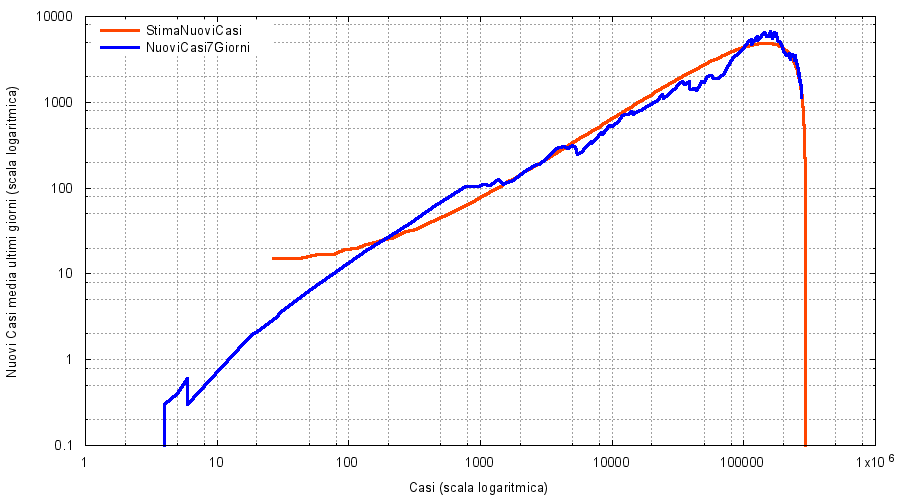 10000
1000
100
10
1
0.1
StimaNuoviCasi
NuoviCasi7Giorni
Nuovi Casi media ultimi giorni (scala logaritmica)
1 10 100 1000 10000 100000 1x10 6
Casi (scala logaritmica)